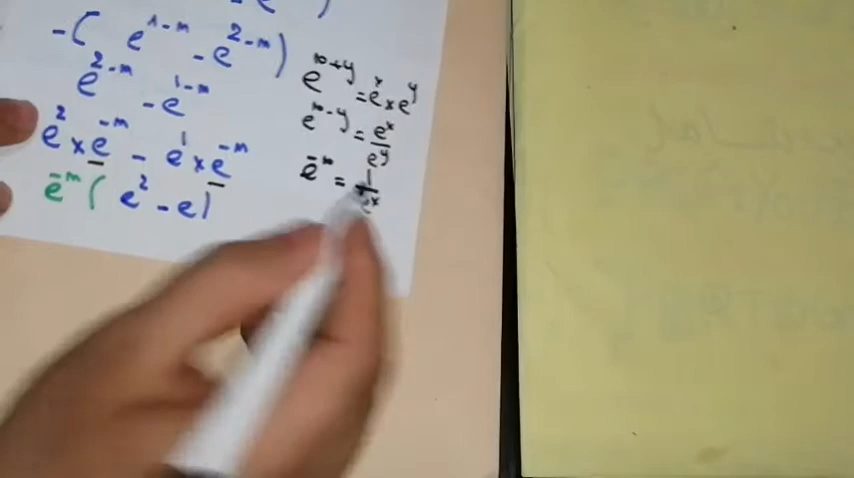 -(e^{1-n} - e^{2-n})
e^{2-n} - e^{1-n}
e^2 × e^{-n} - e^1 × e^{-n}
e^{-n}(e^2 - e)
e^{x+y} = e^x × e^y
e^{x-y} = e^x / e^y
e^{-x} = 1 / e^x